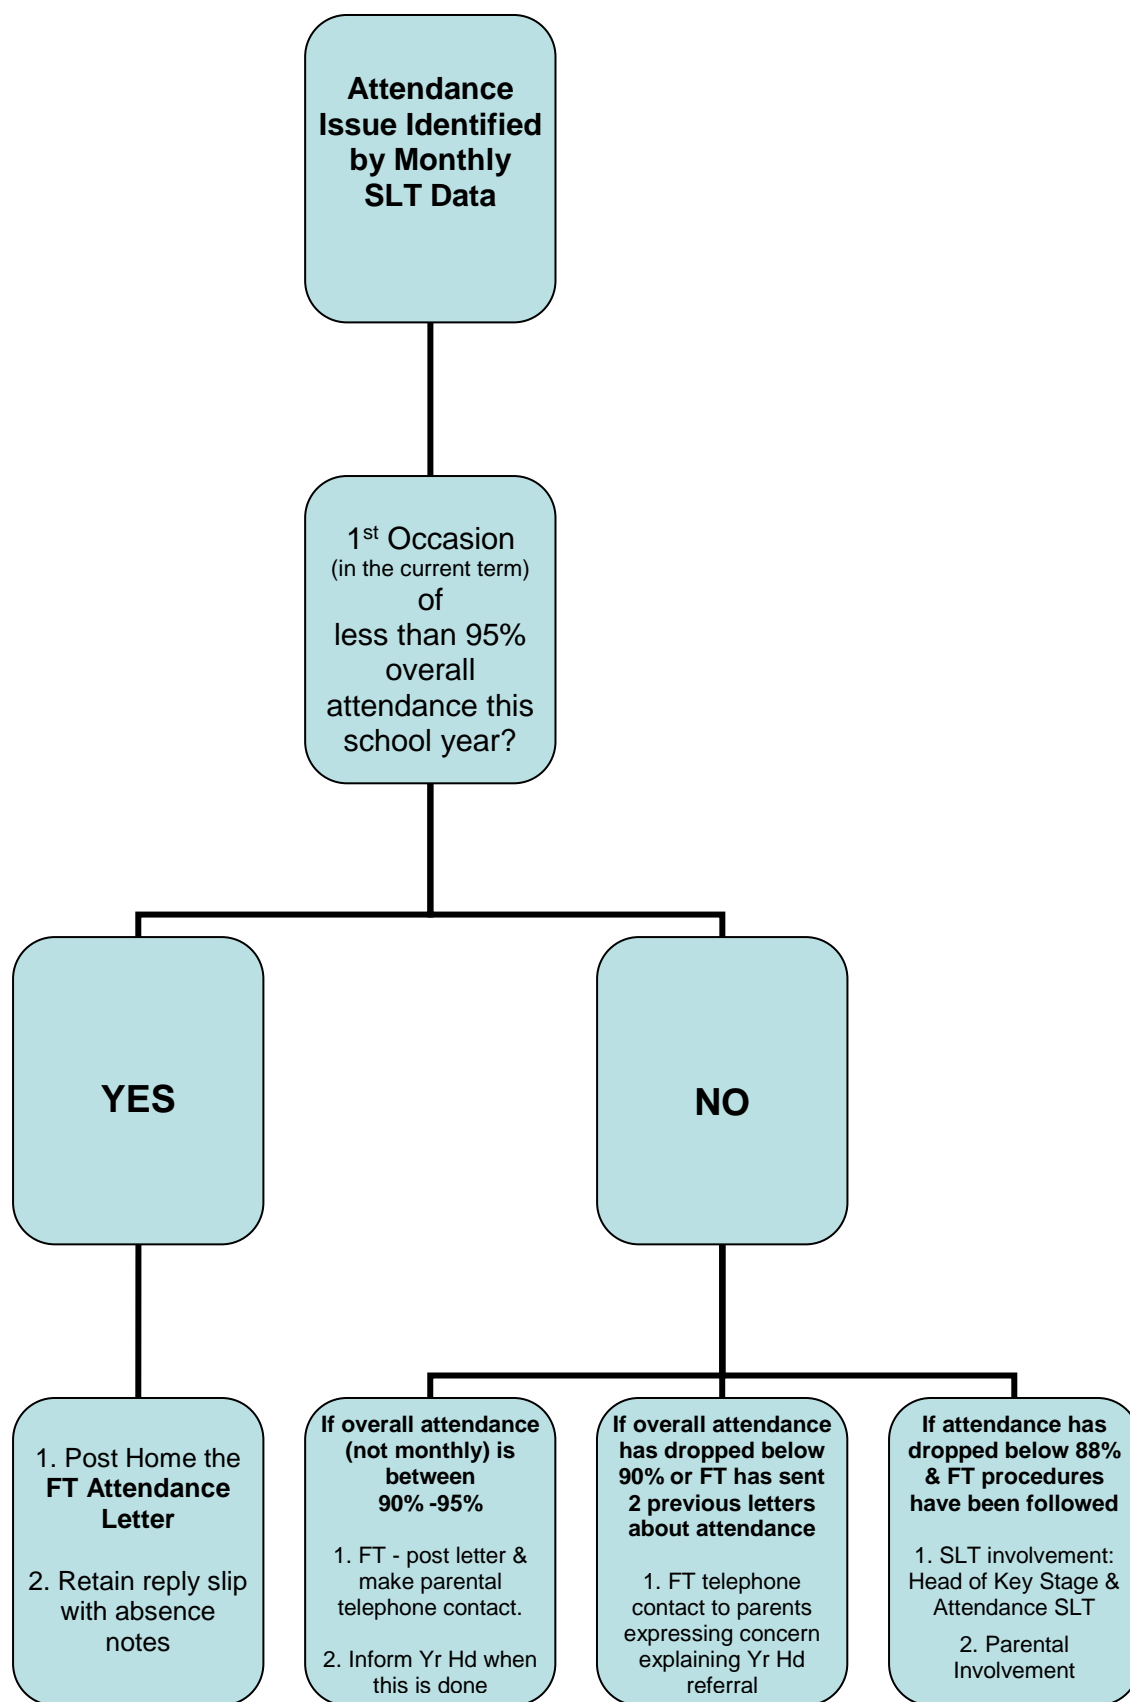 Attendance
Issue Identified
by Monthly
SLT Data
1st Occasion
(in the current term)
of
less than 95%
overall
attendance this
school year?
YES
NO
1. Post Home the
FT Attendance
Letter
2. Retain reply slip
with absence
notes
If overall attendance
(not monthly) is
between
90% -95%
1. FT - post letter &
make parental
telephone contact.
2. Inform Yr Hd when
this is done
If overall attendance
has dropped below
90% or FT has sent
2 previous letters
about attendance
1. FT telephone
contact to parents
expressing concern
explaining Yr Hd
referral
If attendance has
dropped below 88%
& FT procedures
have been followed
1. SLT involvement:
Head of Key Stage &
Attendance SLT
2. Parental
Involvement